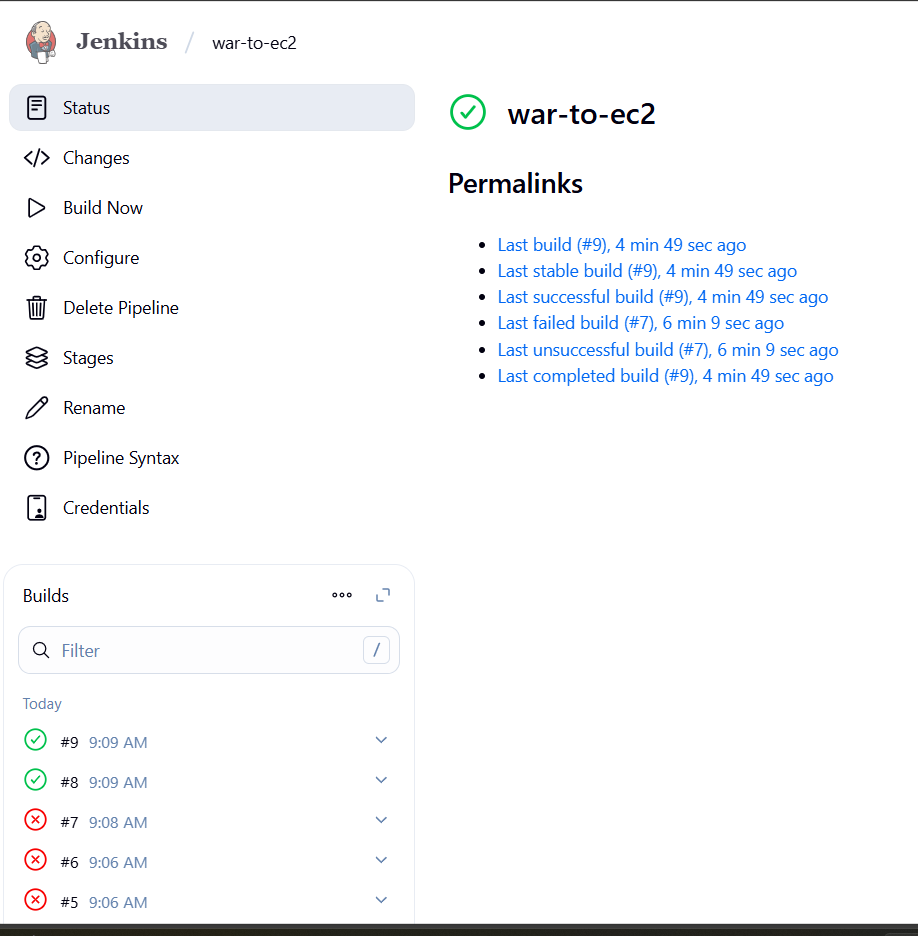 Jenkins / war-to-ec2
Status
Changes
Build Now
Configure
Delete Pipeline
Stages
Rename
Pipeline Syntax
Credentials
Builds
Filter /
Today
#9 9:09 AM
#8 9:09 AM
#7 9:08 AM
#6 9:06 AM
#5 9:06 AM
war-to-ec2
Permalinks
Last build (#9), 4 min 49 sec ago
Last stable build (#9), 4 min 49 sec ago
Last successful build (#9), 4 min 49 sec ago
Last failed build (#7), 6 min 9 sec ago
Last unsuccessful build (#7), 6 min 9 sec ago
Last completed build (#9), 4 min 49 sec ago